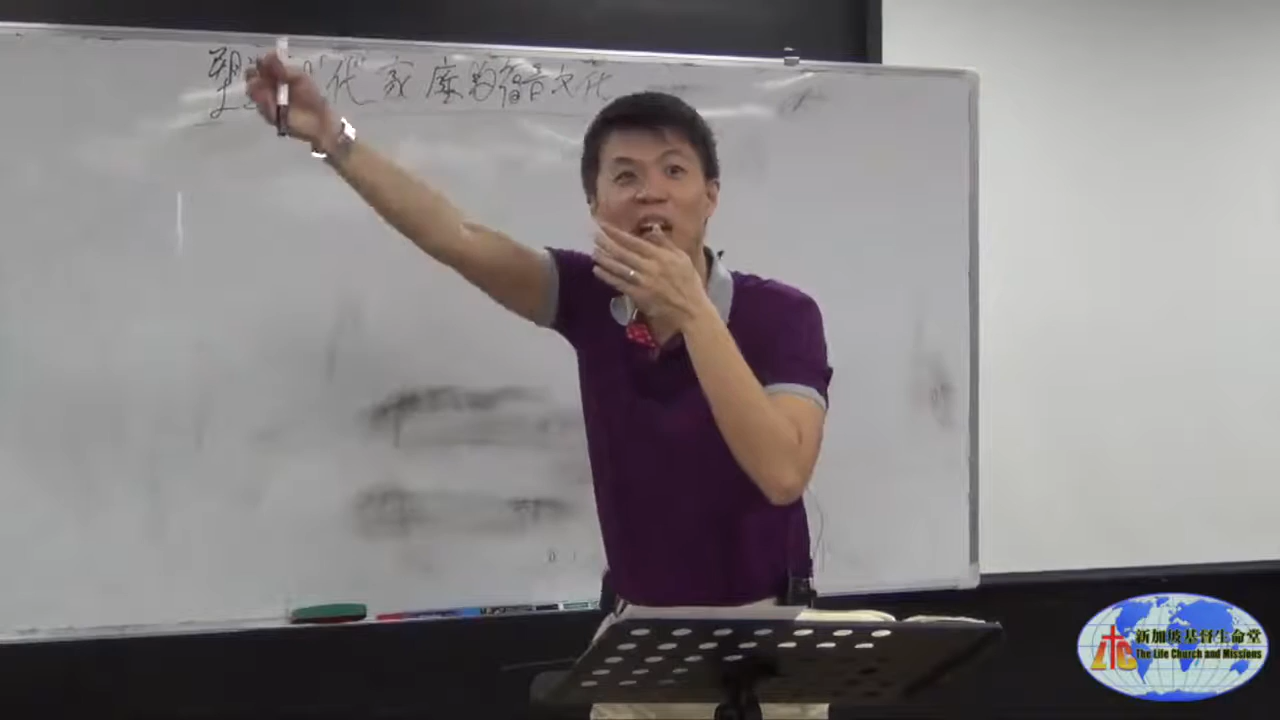 塑 代 家庭的福音文化
新加坡基督生命堂
The Life Church and Missions